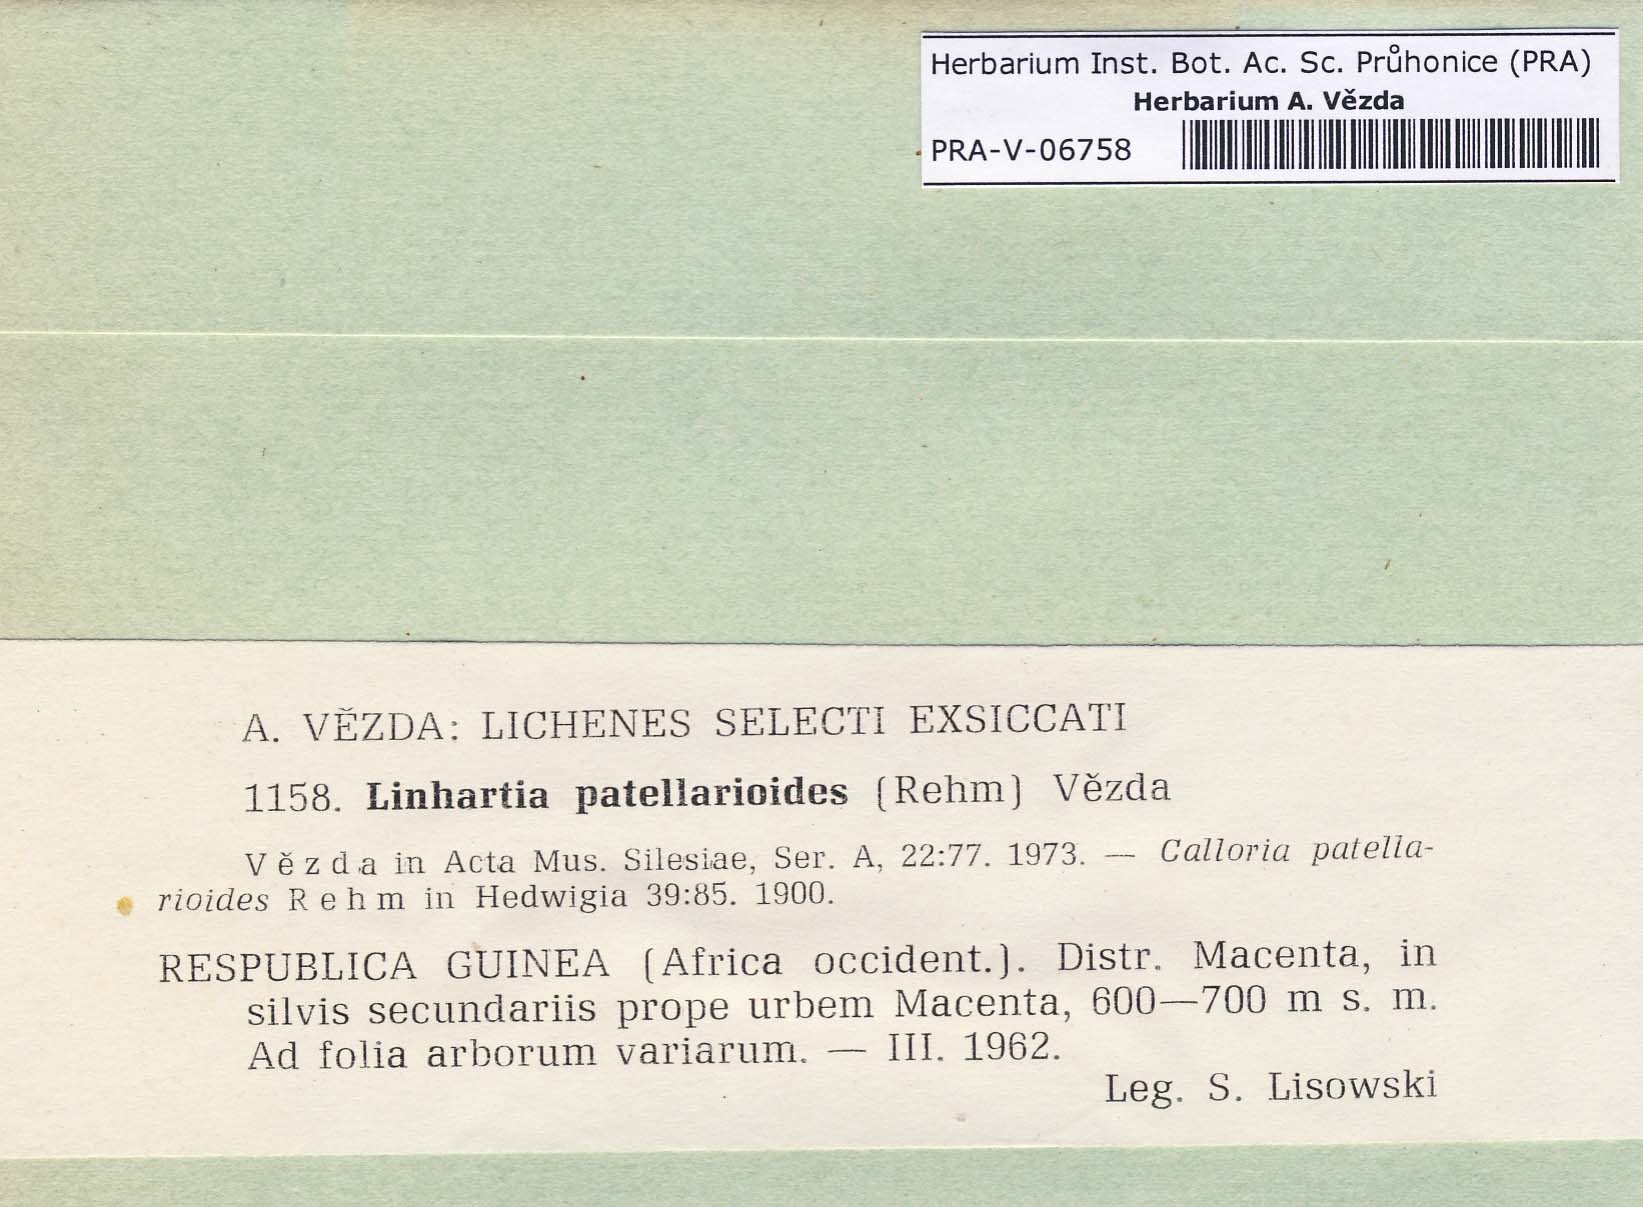 Herbarium Inst. Bot. Ac. Sc. Průhonice (PRA)
Herbarium A. Vězda
PRA-V-06758
A. VĚZDA: LICHENES SELECTI EXSICCATI
1158. Linhartia patellarioides (Rehm) Vězda
Vězda in Acta Mus. Silesiae, Ser. A, 22:77. 1973. — Calloria patella-
rioides Rehm in Hedwigia 39:85. 1900.
RESPUBLICA GUINEA (Africa occident.). Distr. Macenta, in
silvis secundariis prope urbem Macenta, 600—700 m s. m.
Ad folia arborum variarum. — III. 1962.
Leg. S. Lisowski